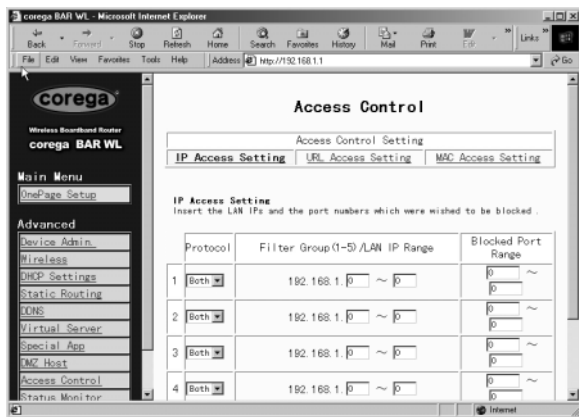 corega BAR WL - Microsoft Internet Explorer
Back Forward Stop Refresh Home Search Favorites History Mail Print Edit » Links »
File Edit View Favorites Tools Help Address http://192.168.1.1 Go
corega
Wireless Boardband Router
corega BAR WL
Main Menu
OnePage Setup
Advanced
Device Admin.
Wireless
DHCP Settings
Static Routing
DDNS
Virtual Server
Special App
DMZ Host
Access Control
Status Monitor
Access Control
Access Control Setting
IP Access Setting URL Access Setting MAC Access Setting
IP Access Setting
Insert the LAN IPs and the port numbers which were wished to be blocked .
Protocol Filter Group(1-5)/LAN IP Range Blocked Port Range
1 Both 192.168.1. 0 ~ 0 0 ~ 0
2 Both 192.168.1. 0 ~ 0 0 ~ 0
3 Both 192.168.1. 0 ~ 0 0 ~ 0
4 Both 192.168.1. 0 ~ 0 0 ~
Internet